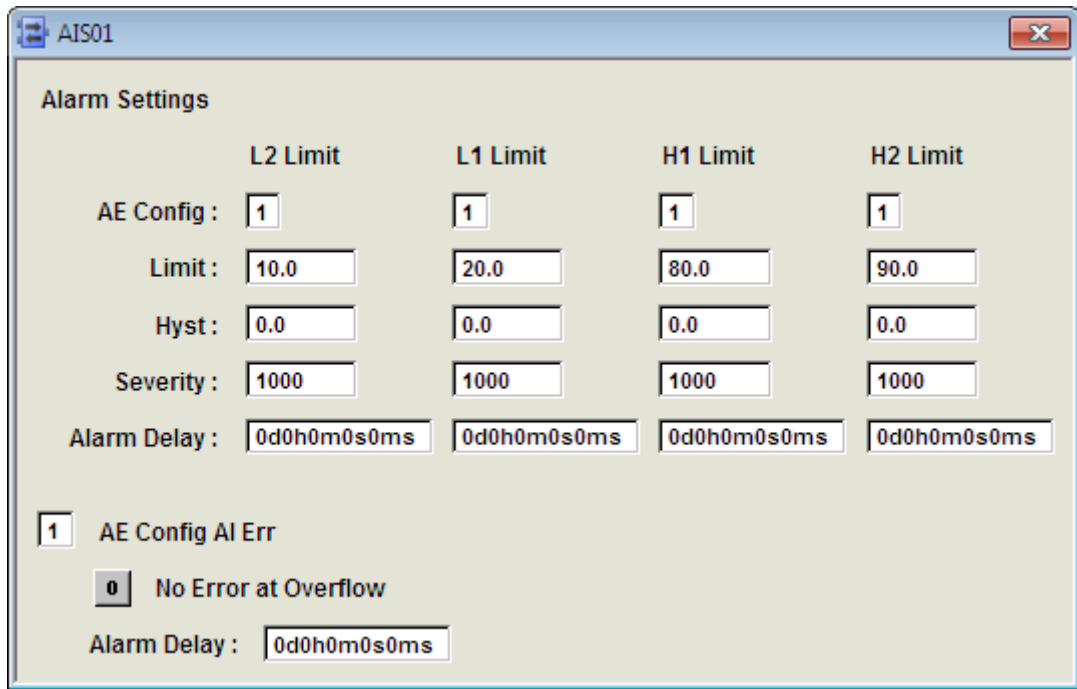 AIS01
Alarm Settings
L2 Limit L1 Limit H1 Limit H2 Limit
AE Config : 1 1 1 1
Limit : 10.0 20.0 80.0 90.0
Hyst : 0.0 0.0 0.0 0.0
Severity : 1000 1000 1000 1000
Alarm Delay : 0d0h0m0s0ms 0d0h0m0s0ms 0d0h0m0s0ms 0d0h0m0s0ms
1 AE Config AI Err
0 No Error at Overflow
Alarm Delay : 0d0h0m0s0ms